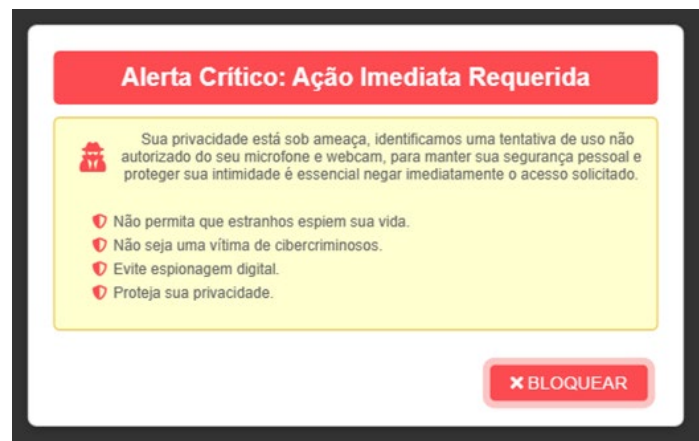 Alerta Crítico: Ação Imediata Requerida
Sua privacidade está sob ameaça, identificamos uma tentativa de uso não
autorizado do seu microfone e webcam, para manter sua segurança pessoal e
proteger sua intimidade é essencial negar imediatamente o acesso solicitado.
Não permita que estranhos espiem sua vida.
Não seja uma vítima de cibercriminosos.
Evite espionagem digital.
Proteja sua privacidade.
BLOQUEAR